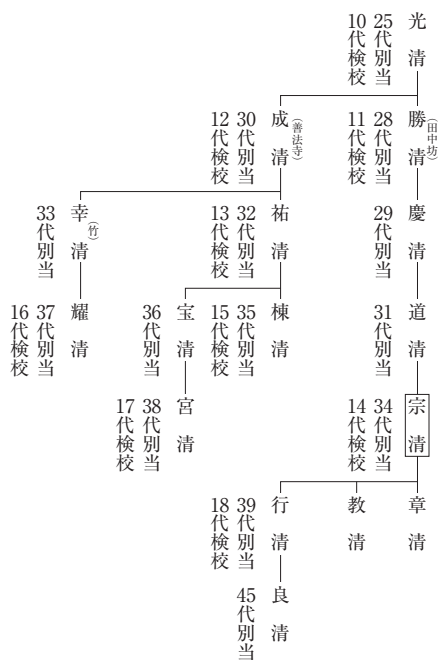 光清
25代別当
10代検校
勝清
(田中坊)
28代別当
11代検校
成清
(善法寺)
30代別当
12代検校
慶清
29代別当
祐清
32代別当
13代検校
幸清
(竹)
33代別当
道清
31代別当
棟清
35代別当
15代検校
宝清
36代別当
耀清
37代別当
16代検校
宗清
34代別当
14代検校
宮清
38代別当
17代検校
章清
教清
行清
39代別当
18代検校
良清
45代別当